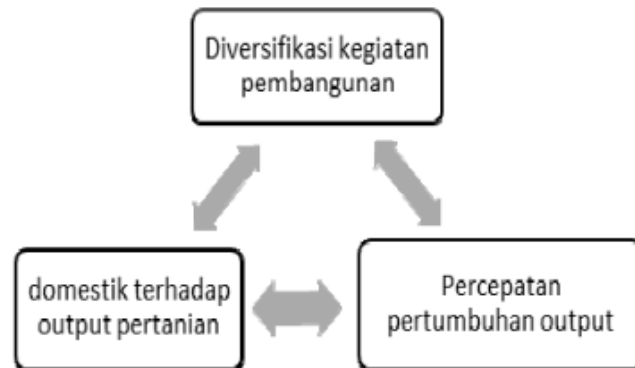 Diversifikasi kegiatan
pembangunan
domestik terhadap
output pertanian
Percepatan
pertumbuhan output